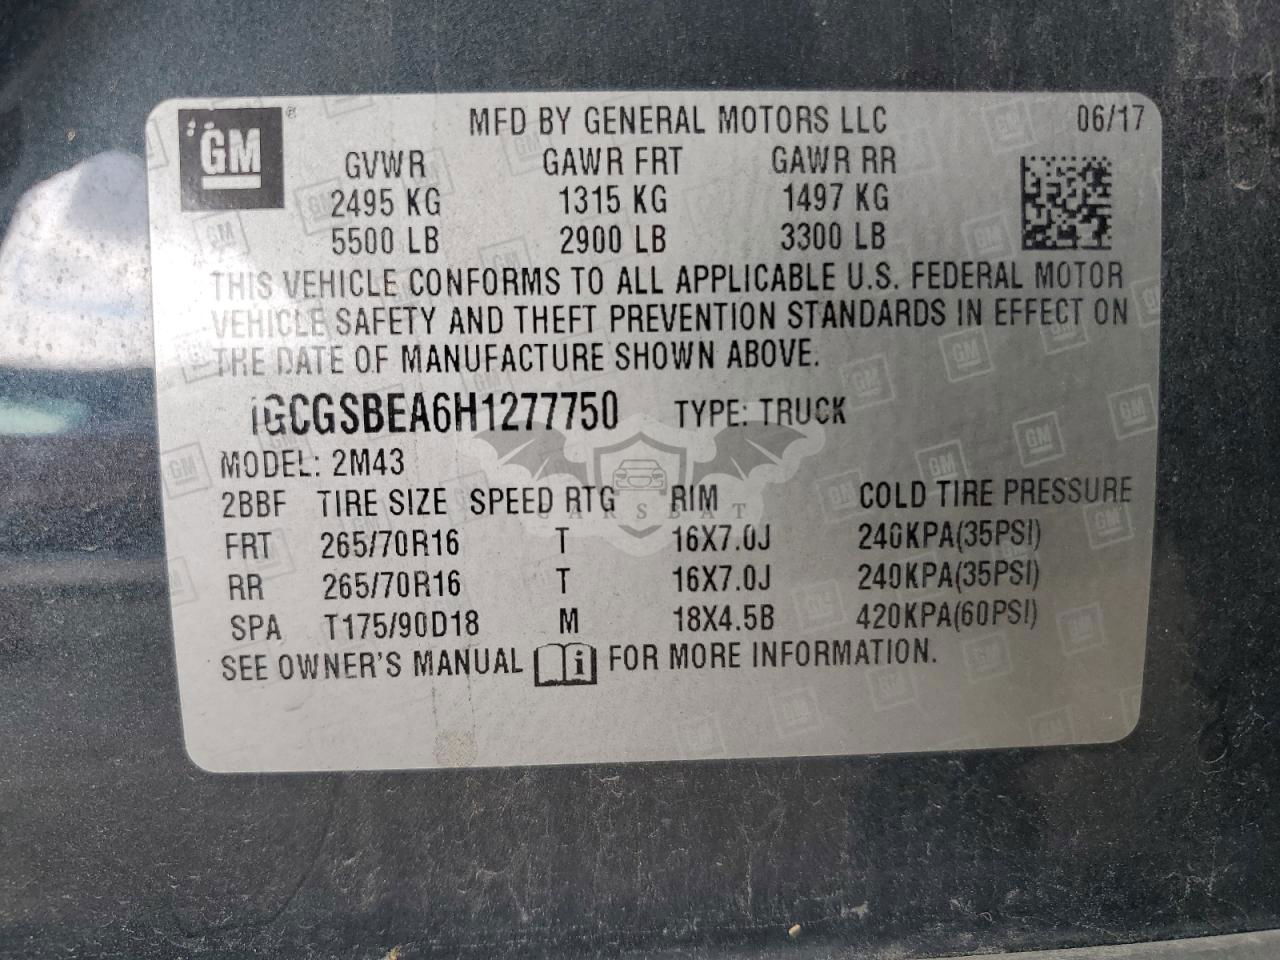 GM
MFD BY GENERAL MOTORS LLC 06/17
GVWR GAWR FRT GAWR RR
2495 KG 1315 KG 1497 KG
5500 LB 2900 LB 3300 LB
THIS VEHICLE CONFORMS TO ALL APPLICABLE U.S. FEDERAL MOTOR
VEHICLE SAFETY AND THEFT PREVENTION STANDARDS IN EFFECT ON
THE DATE OF MANUFACTURE SHOWN ABOVE.
1GCGSBEA6H1277750 TYPE: TRUCK
MODEL: 2M43
2BBF TIRE SIZE SPEED RTG RIM COLD TIRE PRESSURE
CARSBAT
FRT 265/70R16 T 16X7.0J 240KPA(35PSI)
RR 265/70R16 T 16X7.0J 240KPA(35PSI)
SPA T175/90D18 M 18X4.5B 420KPA(60PSI)
SEE OWNER'S MANUAL i FOR MORE INFORMATION.